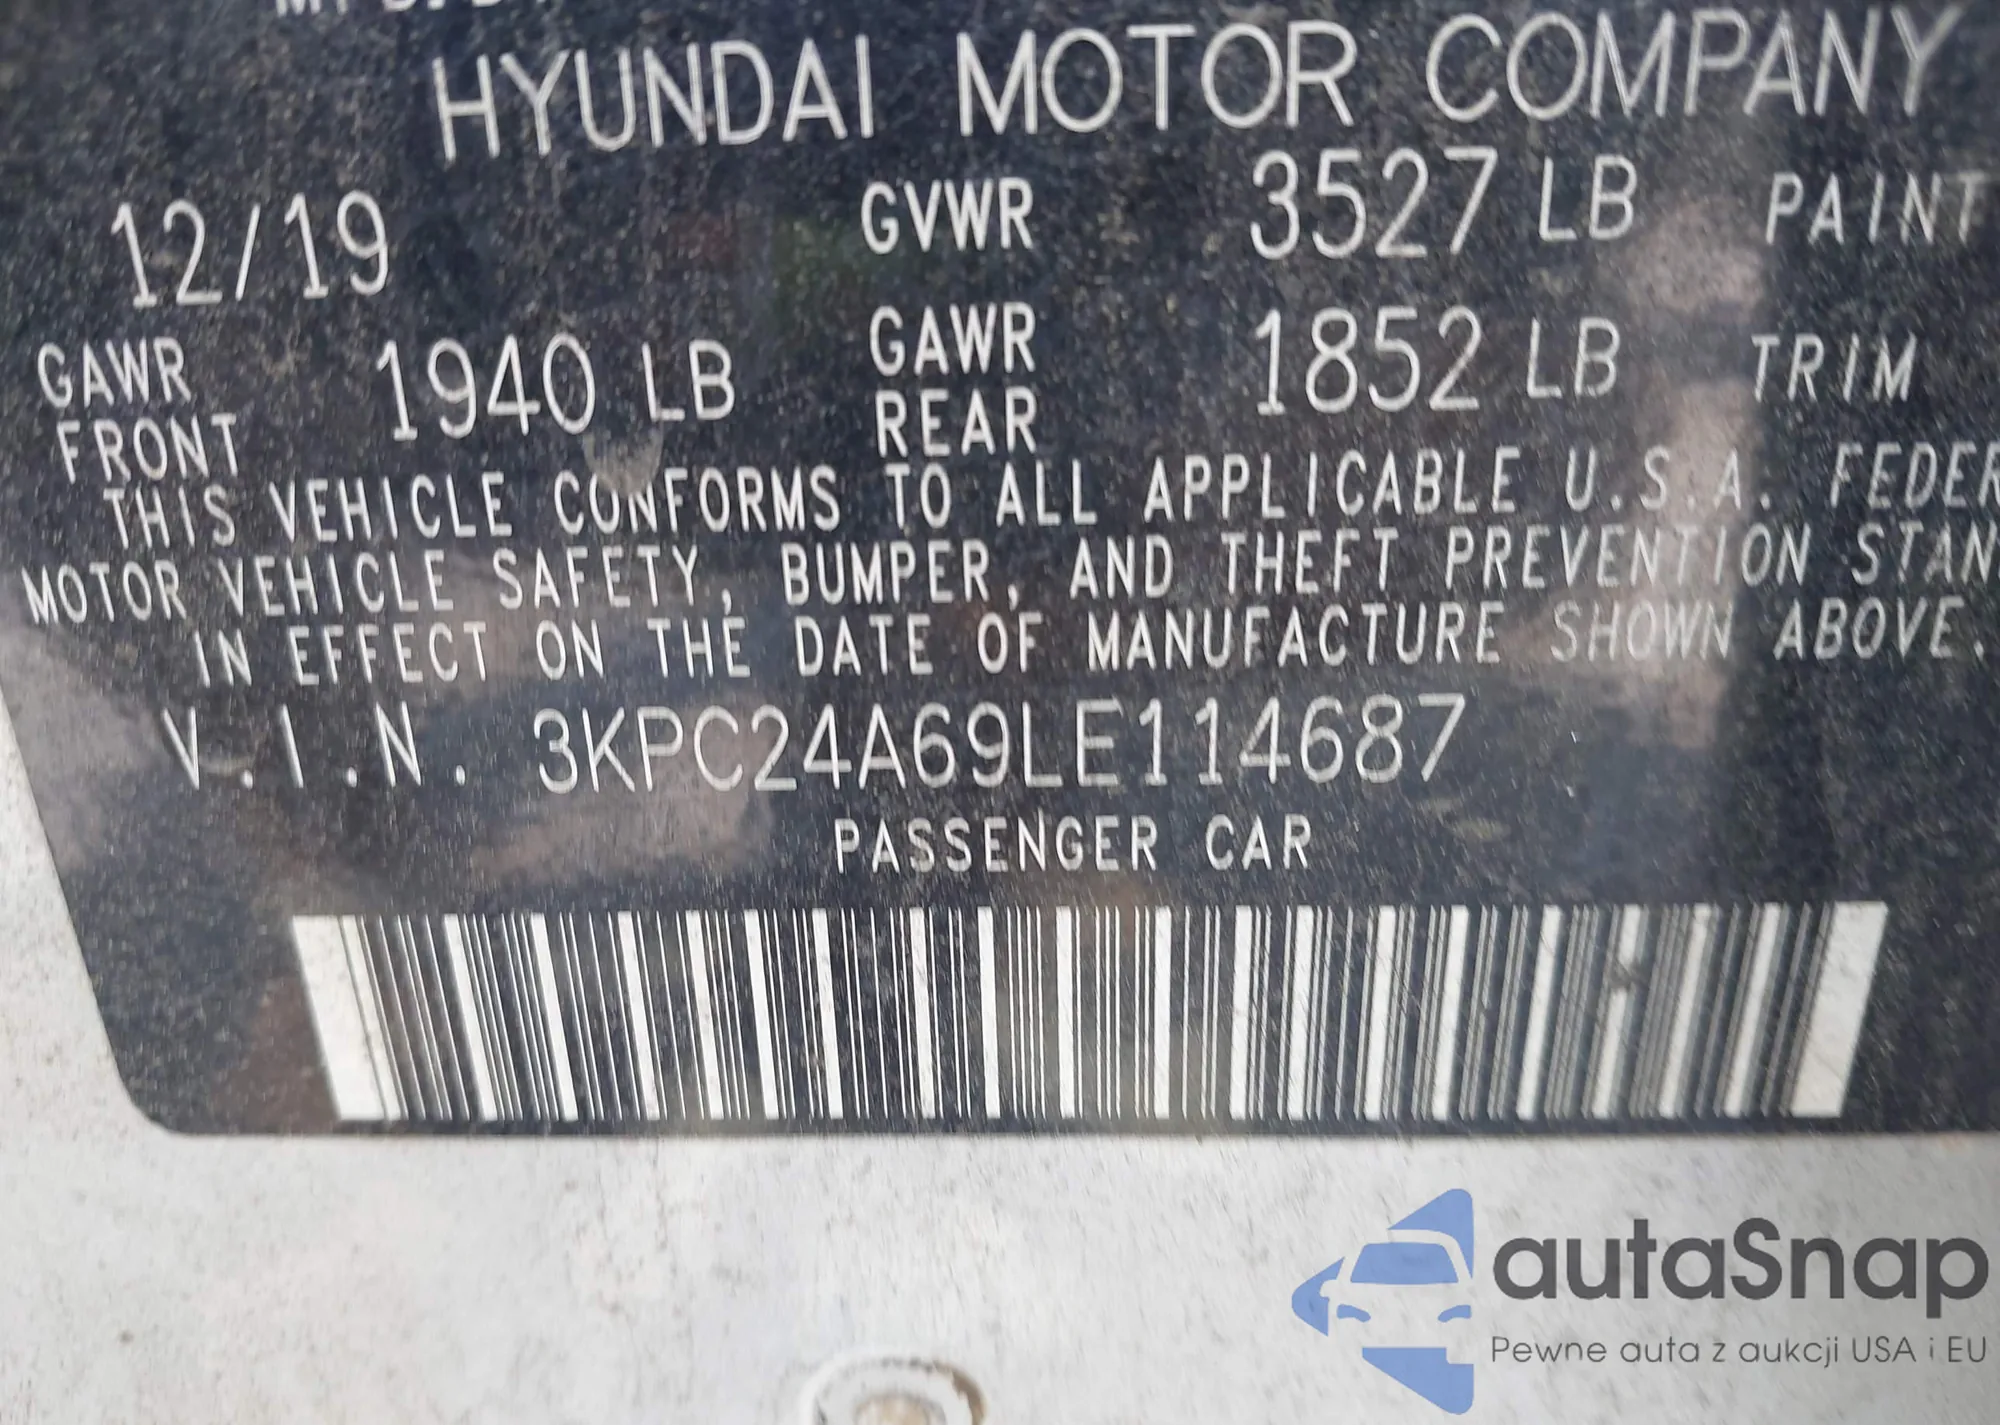 HYUNDAI MOTOR COMPANY
12/19 GVWR 3527 LB PAINT
GAWR FRONT 1940 LB GAWR REAR 1852 LB TRIM
THIS VEHICLE CONFORMS TO ALL APPLICABLE U.S.A. FEDER
MOTOR VEHICLE SAFETY, BUMPER, AND THEFT PREVENTION STAN
IN EFFECT ON THE DATE OF MANUFACTURE SHOWN ABOVE.
V.I.N. 3KPC24A69LE114687
PASSENGER CAR
autaSnap
Pewne auta z aukcji USA i EU